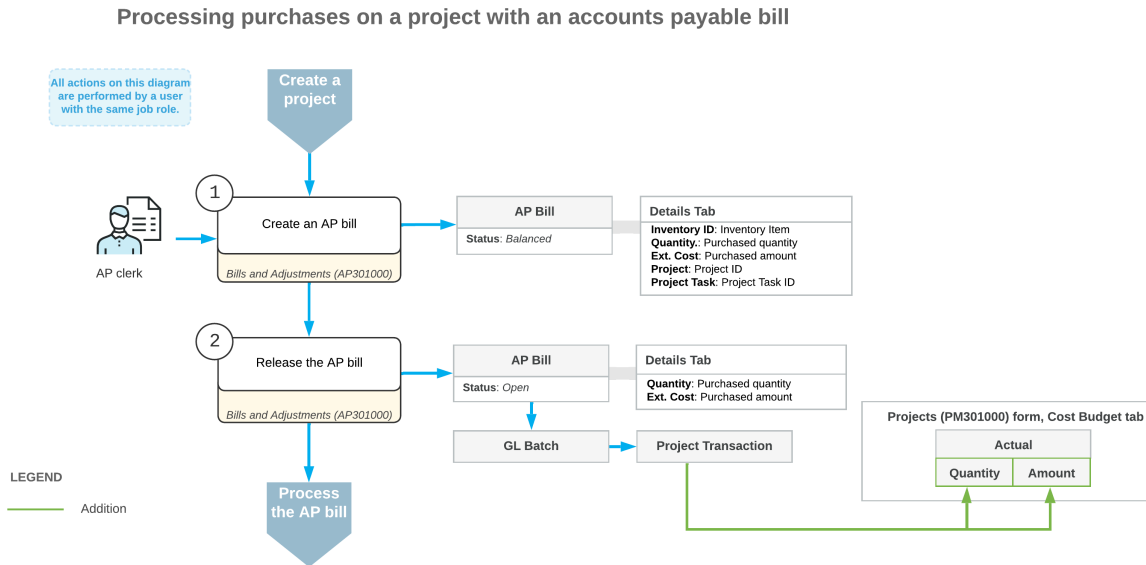 Processing purchases on a project with an accounts payable bill
All actions on this diagram
are performed by a user
with the same job role.
Create a
project
1
Create an AP bill
Bills and Adjustments (AP301000)
AP clerk
AP Bill
Status: Balanced
Details Tab
Inventory ID: Inventory Item
Quantity.: Purchased quantity
Ext. Cost: Purchased amount
Project: Project ID
Project Task: Project Task ID
2
Release the AP bill
Bills and Adjustments (AP301000)
AP Bill
Status: Open
Details Tab
Quantity: Purchased quantity
Ext. Cost: Purchased amount
GL Batch
Project Transaction
Projects (PM301000) form, Cost Budget tab
Actual
Quantity
Amount
LEGEND
Addition
Process
the AP bill